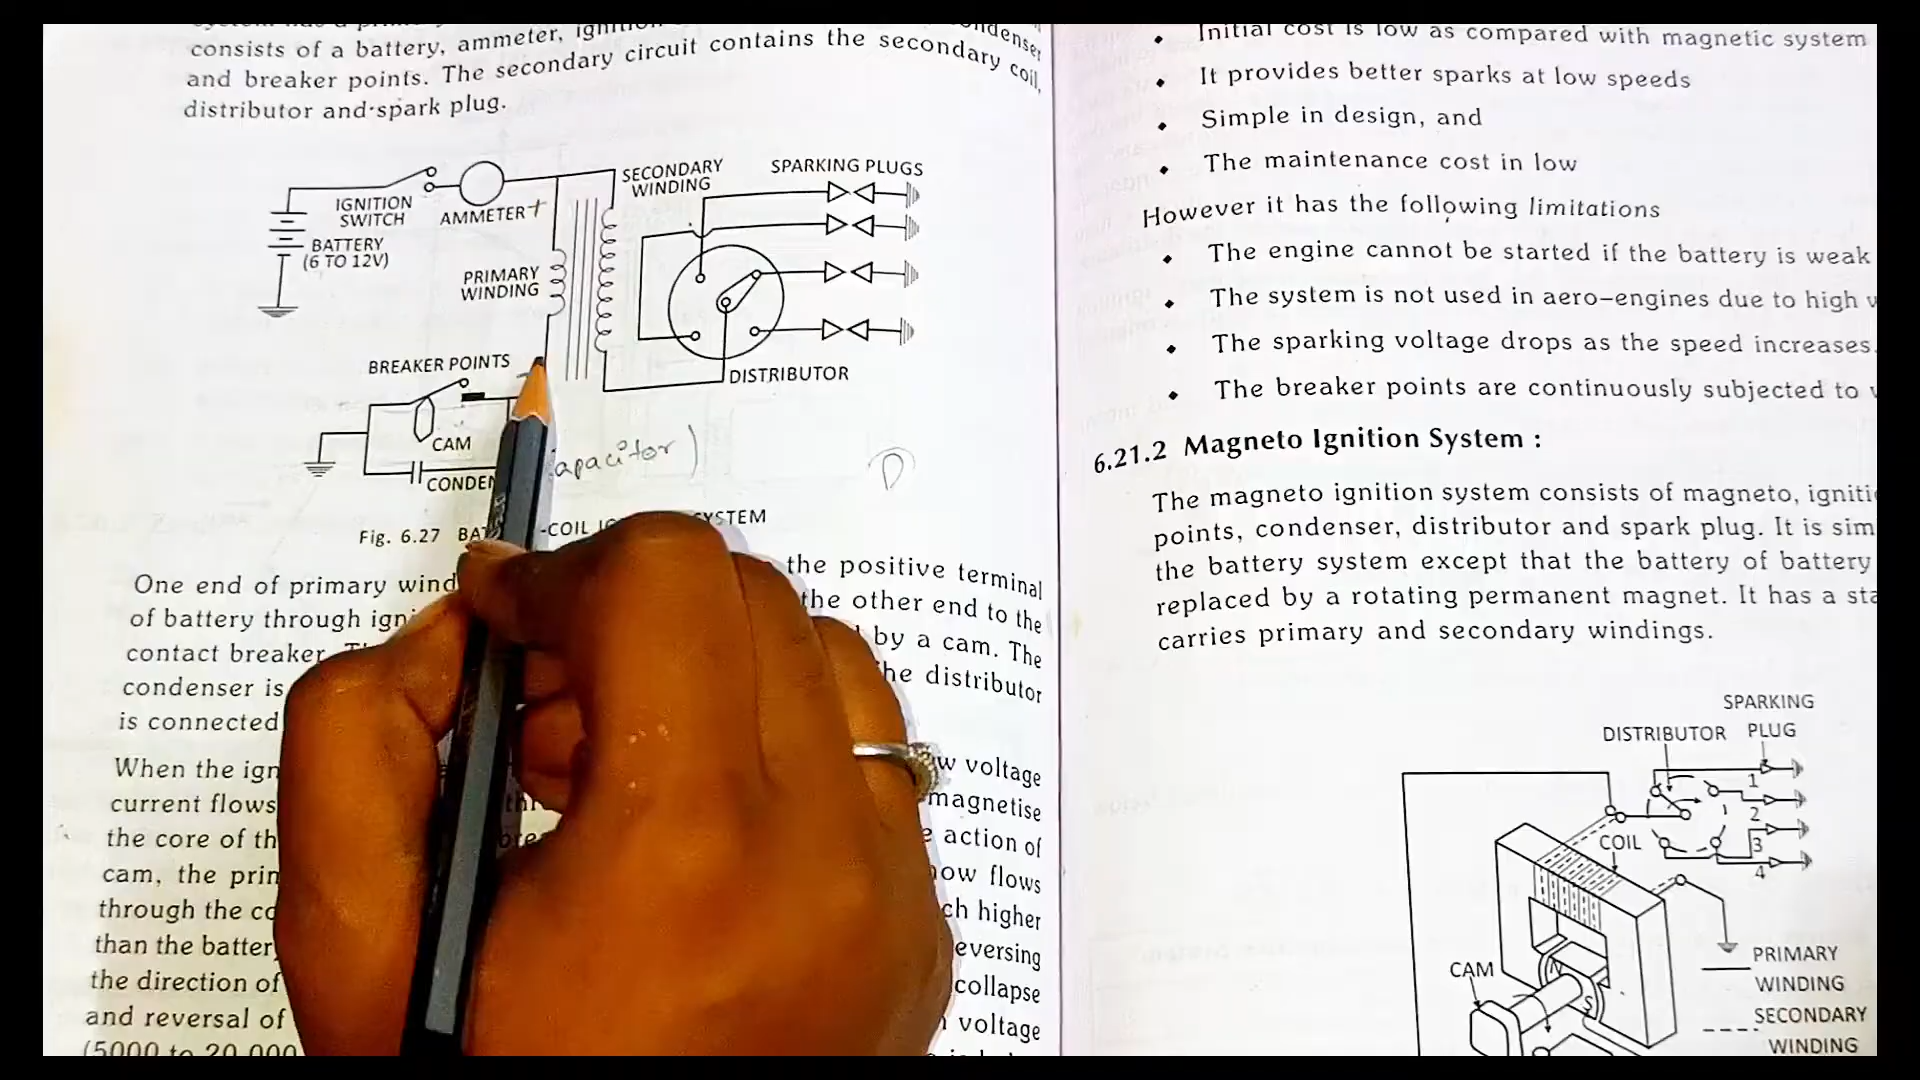 consists of a battery, ammeter,
and breaker points. The secondary circuit contains the secondary coil,
distributor and spark plug.
IGNITION
SWITCH
AMMETER +
BATTERY
(6 TO 12V)
PRIMARY
WINDING
SECONDARY
WINDING
SPARKING PLUGS
BREAKER POINTS
DISTRIBUTOR
CAM
apacitor)
D
Fig. 6.27
-COIL
One end of primary
the positive terminal
of battery through
the other end to the
contact breaker.
by a cam. The
condenser is
distributor
is connected
When the
voltage
current flows
magnetise
the core of
action of
cam, the
flows
through the
higher
than the
the direction of
collapse
and reversal of
voltage
Initial cost is low as compared with magnetic system
It provides better sparks at low speeds
Simple in design, and
The maintenance cost in low
However it has the following limitations
The engine cannot be started if the battery is weak
The system is not used in aero-engines due to high
The sparking voltage drops as the speed increases.
The breaker points are continuously subjected to
6.21.2 Magneto Ignition System :
The magneto ignition system consists of magneto,
points, condenser, distributor and spark plug. It is
the battery system except that the battery of battery
replaced by a rotating permanent magnet. It has a
carries primary and secondary windings.
SPARKING
PLUG
DISTRIBUTOR
1
2
3
4
COIL
CAM
N
S
PRIMARY
WINDING
SECONDARY
WINDING